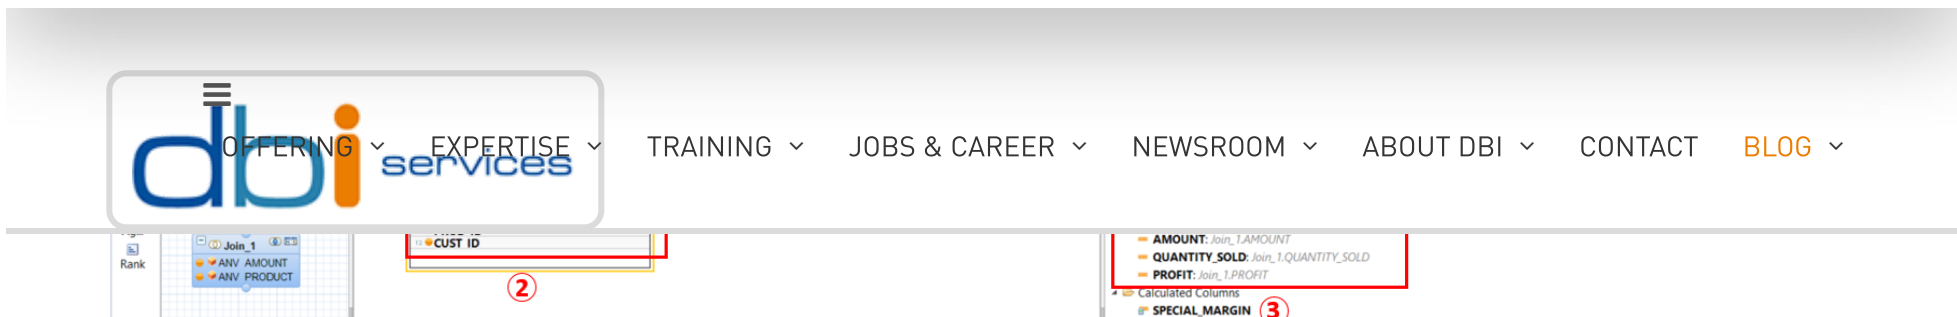 dbi services
OFFERING EXPERTISE TRAINING JOBS & CAREER NEWSROOM ABOUT DBI CONTACT BLOG
Join_1
Rank
ANV_AMOUNT
ANV_PRODUCT
12 CUST_ID
2
AMOUNT: Join_1.AMOUNT
QUANTITY_SOLD: Join_1.QUANTITY_SOLD
PROFIT: Join_1.PROFIT
Calculated Columns
SPECIAL_MARGIN 3